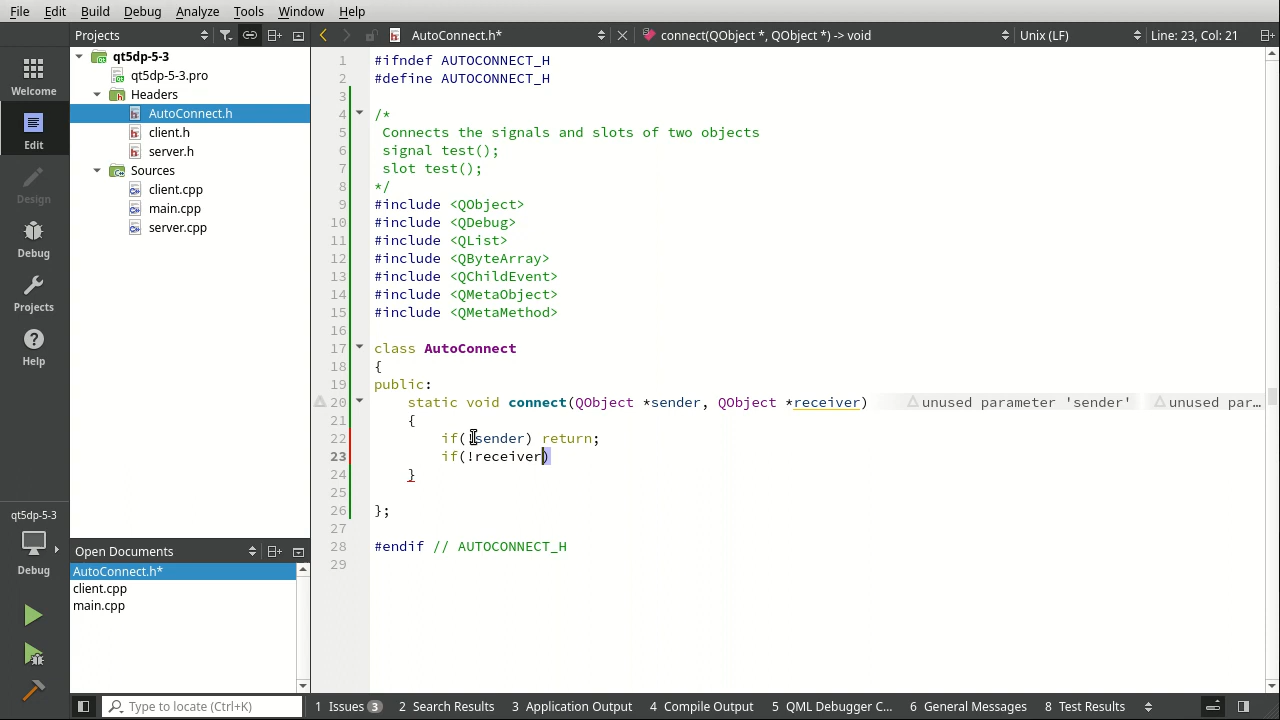 File Edit Build Debug Analyze Tools Window Help
Projects
AutoConnect.h*
connect(QObject *, QObject *) -> void
Unix (LF)
Line: 23, Col: 21
Welcome
Edit
Design
Debug
Projects
Help
qt5dp-5-3
Debug
qt5dp-5-3
qt5dp-5-3.pro
Headers
AutoConnect.h
client.h
server.h
Sources
client.cpp
main.cpp
server.cpp
Open Documents
AutoConnect.h*
client.cpp
main.cpp
1 #ifndef AUTOCONNECT_H
2 #define AUTOCONNECT_H
3
4 /*
5 Connects the signals and slots of two objects
6 signal test();
7 slot test();
8 */
9 #include <QObject>
10 #include <QDebug>
11 #include <QList>
12 #include <QByteArray>
13 #include <QChildEvent>
14 #include <QMetaObject>
15 #include <QMetaMethod>
16
17 class AutoConnect
18 {
19 public:
20 static void connect(QObject *sender, QObject *receiver) unused parameter 'sender' unused par…
21 {
22 if(!sender) return;
23 if(!receiver)
24 }
25
26 };
27
28 #endif // AUTOCONNECT_H
29
Type to locate (Ctrl+K)
1 Issues 3
2 Search Results
3 Application Output
4 Compile Output
5 QML Debugger C...
6 General Messages
8 Test Results